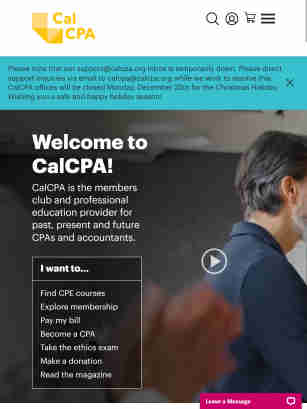 Cal
CPA
Please note that our support@calcpa.org inbox is temporarily down. Please direct
support inquiries via email to calcpa@calcpa.org while we work to resolve this.
CalCPA offices will be closed Monday, December 26th for the Christmas Holiday.
Wishing you a safe and happy holiday season!
Welcome to
CalCPA!
CalCPA is the members
club and professional
education provider for
past, present and future
CPAs and accountants.
I want to...
Find CPE courses
Explore membership
Pay my bill
Become a CPA
Take the ethics exam
Make a donation
Read the magazine
Leave a Message